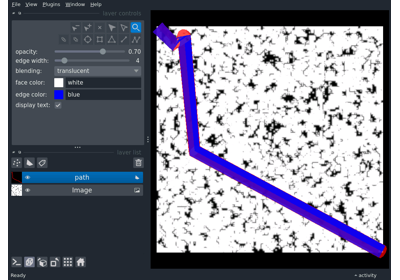 File View Plugins Window Help
layer controls
opacity: 0.70
edge width: 4
blending: translucent
face color: white
edge color: blue
display text:
layer list
path
Image
Ready
activity